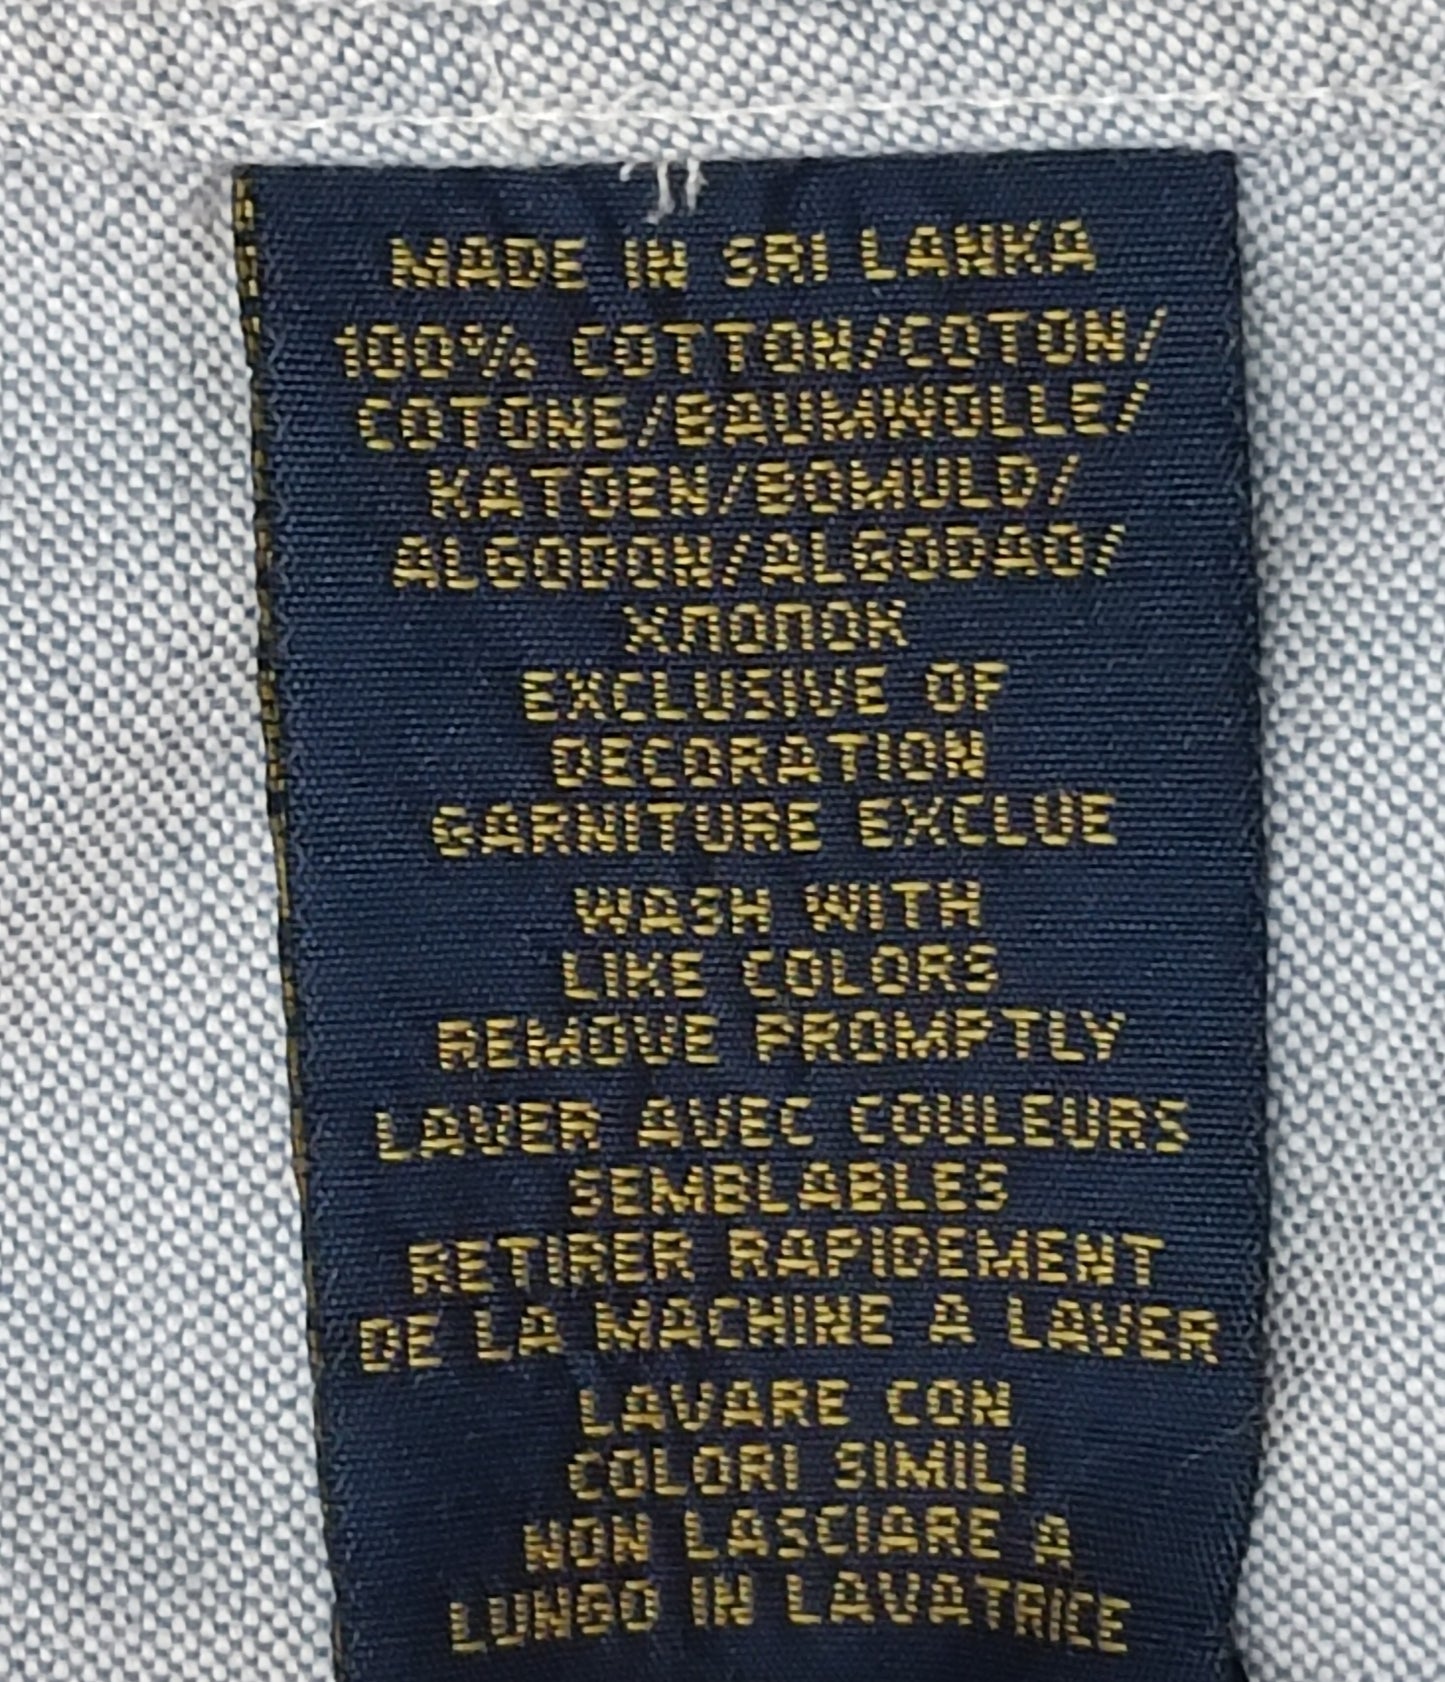 MADE IN SRI LANKA
100% COTTON/COTON/
COTONE/BAUMWOLLE/
KATOEN/BOMULD/
ALGODON/ALGODAO/
ХЛОПОК
EXCLUSIVE OF
DECORATION
GARNITURE EXCLUE
WASH WITH
LIKE COLORS
REMOVE PROMPTLY
LAVER AVEC COULEURS
SEMBLABLES
RETIRER RAPIDEMENT
DE LA MACHINE A LAVER
LAVARE CON
COLORI SIMILI
NON LASCIARE A
LUNGO IN LAVATRICE